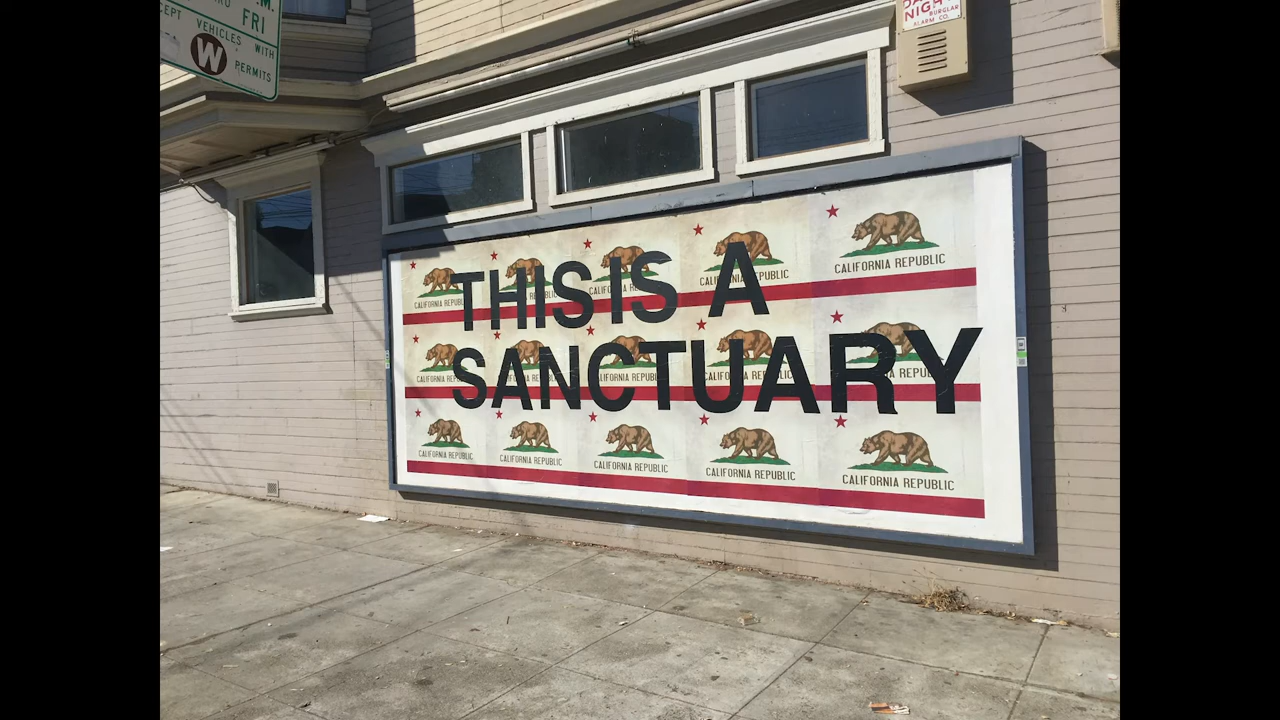 FRI
VEHICLES WITH
W
PERMITS
NIGHT
BURGLAR
ALARM CO.
THIS IS A
SANCTUARY
CALIFORNIA REPUBLIC
CALIFORNIA REPUBLIC
CALIFORNIA REPUBLIC
CALIFORNIA REPUBLIC
CALIFORNIA REPUBLIC
CALIFORNIA REPUBLIC
CALIFORNIA REPUBLIC